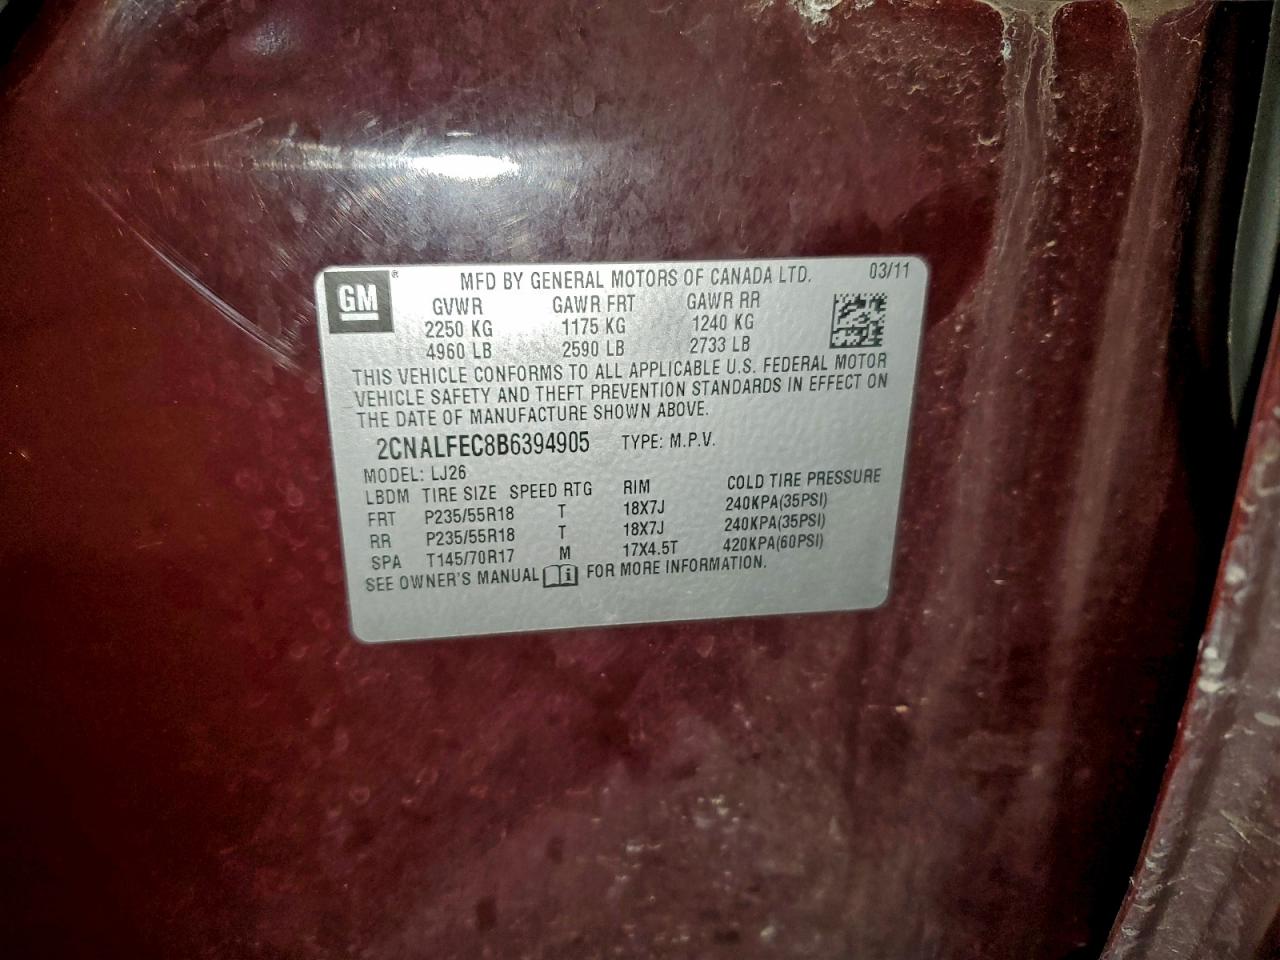 GM ® MFD BY GENERAL MOTORS OF CANADA LTD. 03/11
GVWR GAWR FRT GAWR RR
2250 KG 1175 KG 1240 KG
4960 LB 2590 LB 2733 LB
THIS VEHICLE CONFORMS TO ALL APPLICABLE U.S. FEDERAL MOTOR
VEHICLE SAFETY AND THEFT PREVENTION STANDARDS IN EFFECT ON
THE DATE OF MANUFACTURE SHOWN ABOVE.
2CNALFEC8B6394905 TYPE: M.P.V.
MODEL: LJ26
LBDM TIRE SIZE SPEED RTG RIM COLD TIRE PRESSURE
FRT P235/55R18 T 18X7J 240KPA(35PSI)
RR P235/55R18 T 18X7J 240KPA(35PSI)
SPA T145/70R17 M 17X4.5T 420KPA(60PSI)
SEE OWNER'S MANUAL i FOR MORE INFORMATION.